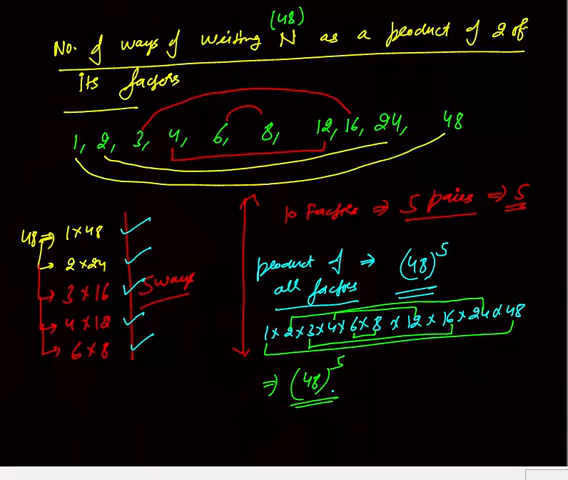 (48)
No. of ways of writing N as a product of 2 of
its factors
1, 2, 3, 4, 6, 8, 12, 16, 24, 48
10 Factors ⇒ 5 pairs ⇒ 5
48 ⇒ 1 × 48
→ 2 × 24
→ 3 × 16
→ 4 × 12
→ 6 × 8
5 ways
product of ⇒ (48)^5
all factors
1 × 2 × 3 × 4 × 6 × 8 × 12 × 16 × 24 × 48
⇒ (48)^5.